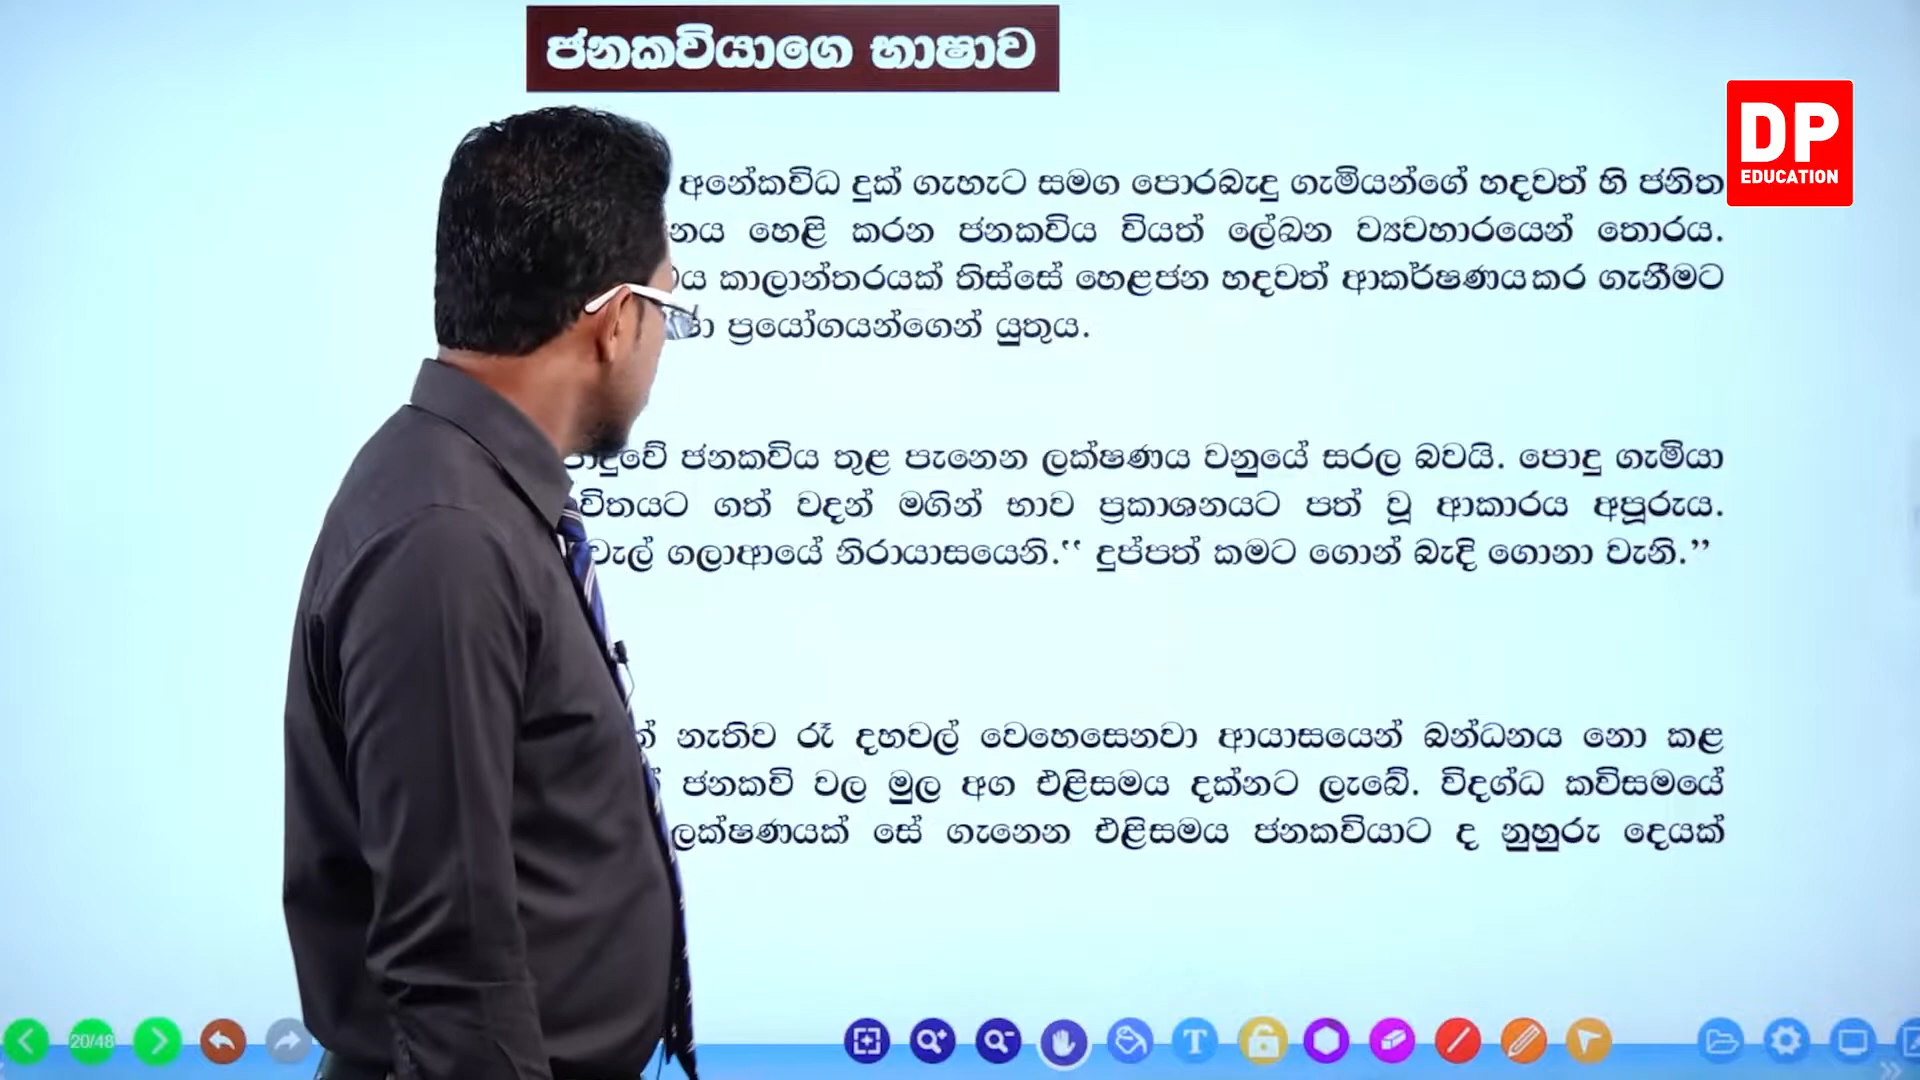 ජනකවියාගෙ භාෂාව
DP
EDUCATION
අනේකවිධ දුක් ගැහැට සමග පොරබැදු ගැමියන්ගේ හදවත් හි ජනිත
හෙළි කරන ජනකවිය වියත් ලේඛන ව්‍යවහාරයෙන් තොරය.
කාලාන්තරයක් තිස්සේ හෙළජන හදවත් ආකර්ෂණයකර ගැනීමට
ප්‍රයෝගයන්ගෙන් යුතුය.
ජනකවිය තුළ පැනෙන ලක්ෂණය වනුයේ සරල බවයි. පොදු ගැමියා
ගත් වදන් මගින් භාව ප්‍රකාශනයට පත් වූ ආකාරය අපූරුය.
ගලාආයේ නිරායාසයෙනි.‘‘ දුප්පත් කමට ගොන් බැදි ගොනා වැනි.’’
නැතිව රෑ දහවල් වෙහෙසෙනවා ආයාසයෙන් බන්ධනය නො කළ
ජනකවි වල මුල අග එළිසමය දක්නට ලැබේ. විදග්ධ කවිසමයේ
ලක්ෂණයක් සේ ගැනෙන එළිසමය ජනකවියාට ද නුහුරු දෙයක්
20/48
T